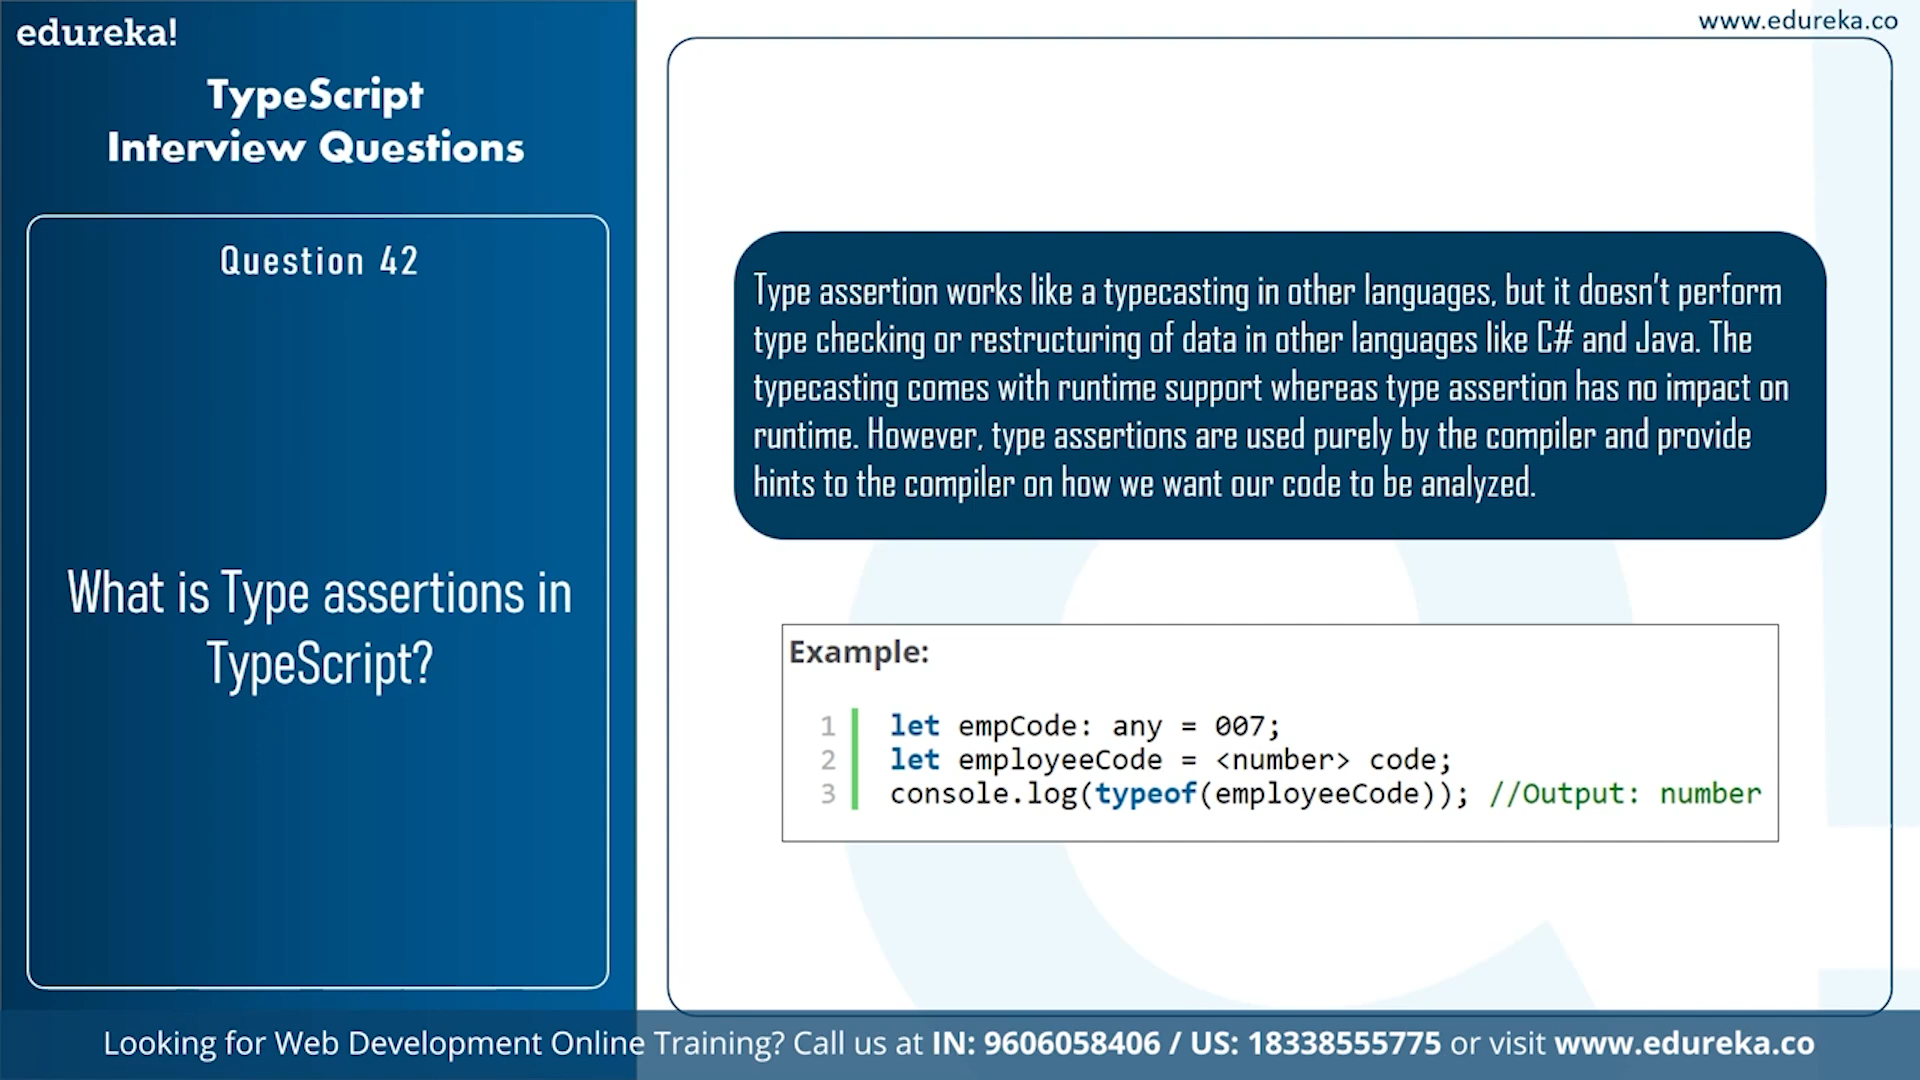 edureka!
www.edureka.co
TypeScript
Interview Questions
Question 42
What is Type assertions in
TypeScript?
Type assertion works like a typecasting in other languages, but it doesn't perform
type checking or restructuring of data in other languages like C# and Java. The
typecasting comes with runtime support whereas type assertion has no impact on
runtime. However, type assertions are used purely by the compiler and provide
hints to the compiler on how we want our code to be analyzed.
Example:
1 let empCode: any = 007;
2 let employeeCode = <number> code;
3 console.log(typeof(employeeCode)); //Output: number
Looking for Web Development Online Training? Call us at IN: 9606058406 / US: 18338555775 or visit www.edureka.co